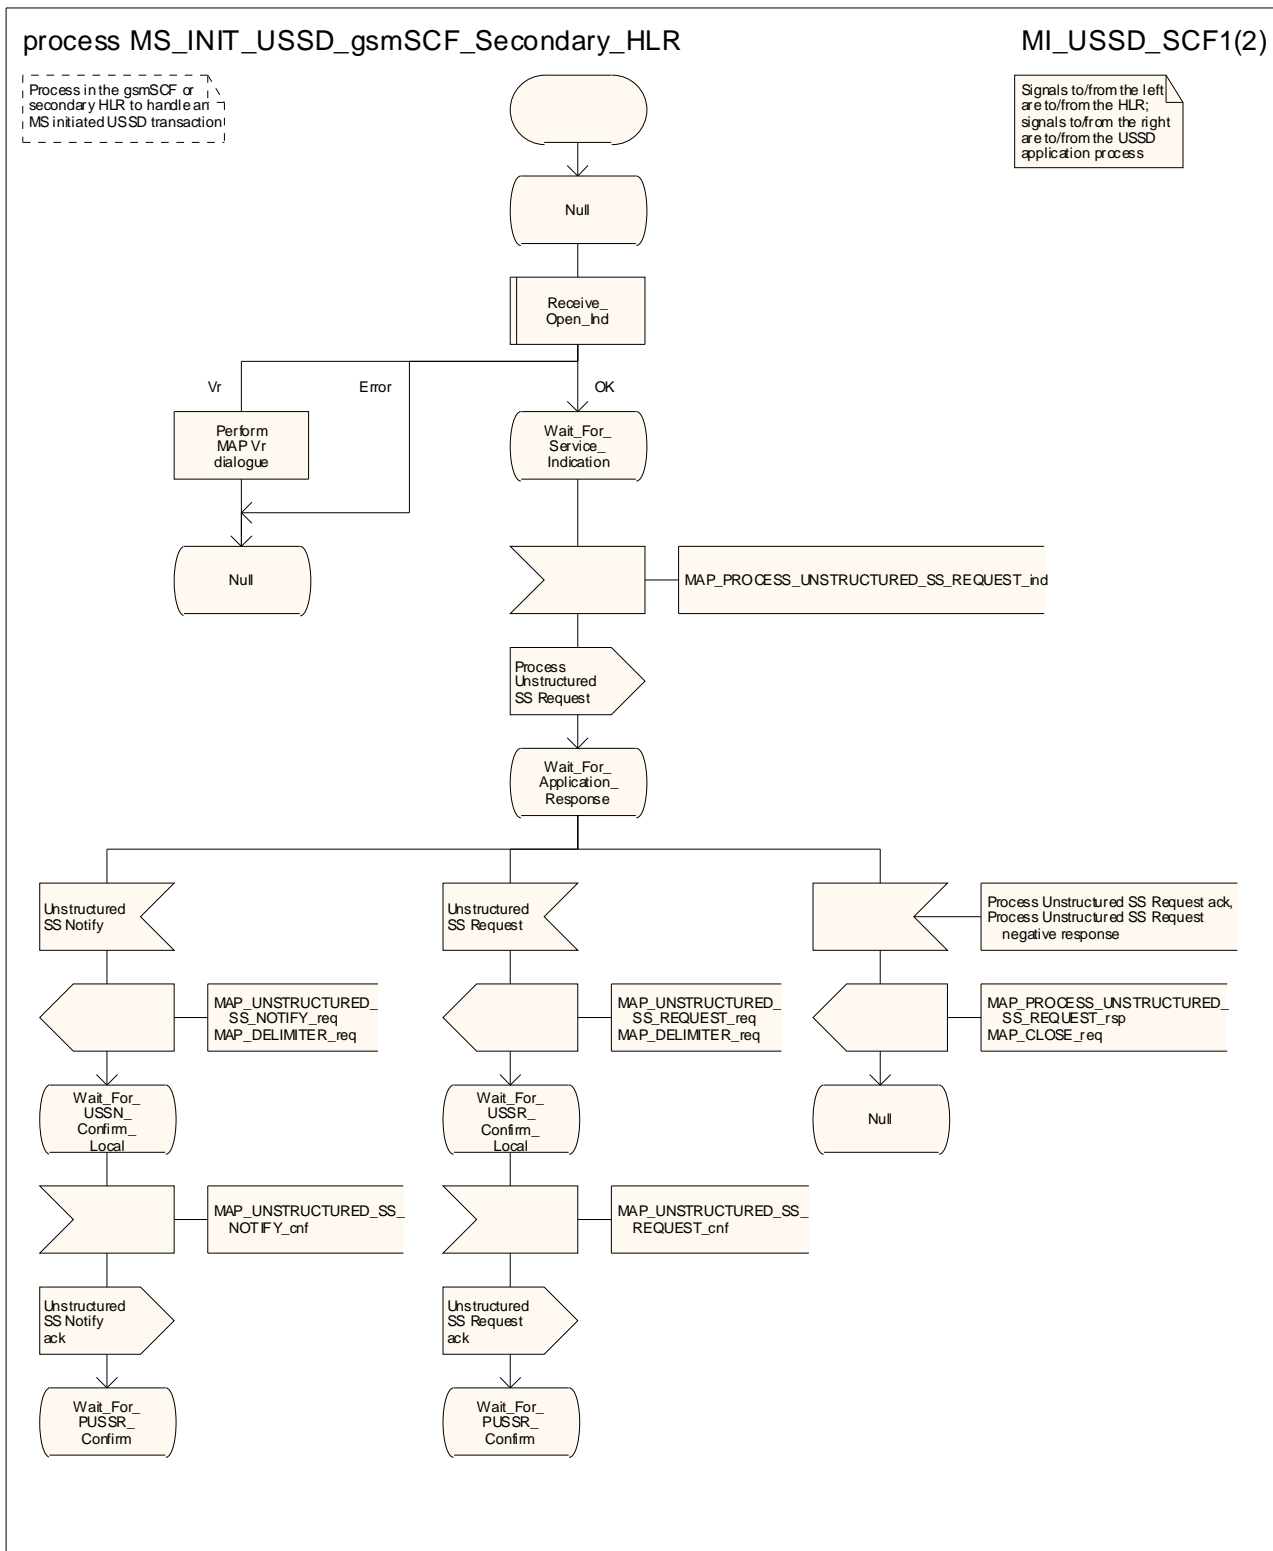 process MS_INIT_USSD_gsmSCF_Secondary_HLR
MI_USSD_SCF1(2)
Process in the gsmSCF or
secondary HLR to handle an
MS initiated USSD transaction
Signals to/from the left
are to/from the HLR;
signals to/from the right
are to/from the USSD
application process
Null
Receive_
Open_Ind
Vr
Error
OK
Perform
MAP Vr
dialogue
Wait_For_
Service_
Indication
Null
MAP_PROCESS_UNSTRUCTURED_SS_REQUEST_ind
Process
Unstructured
SS Request
Wait_For_
Application_
Response
Unstructured
SS Notify
Unstructured
SS Request
Process Unstructured SS Request ack,
Process Unstructured SS Request
negative response
MAP_UNSTRUCTURED_
SS_NOTIFY_req
MAP_DELIMITER_req
MAP_UNSTRUCTURED_
SS_REQUEST_req
MAP_DELIMITER_req
MAP_PROCESS_UNSTRUCTURED_
SS_REQUEST_rsp
MAP_CLOSE_req
Wait_For_
USSN_
Confirm_
Local
Wait_For_
USSR_
Confirm_
Local
Null
MAP_UNSTRUCTURED_SS_
NOTIFY_cnf
MAP_UNSTRUCTURED_SS_
REQUEST_cnf
Unstructured
SS Notify
ack
Unstructured
SS Request
ack
Wait_For_
PUSSR_
Confirm
Wait_For_
PUSSR_
Confirm